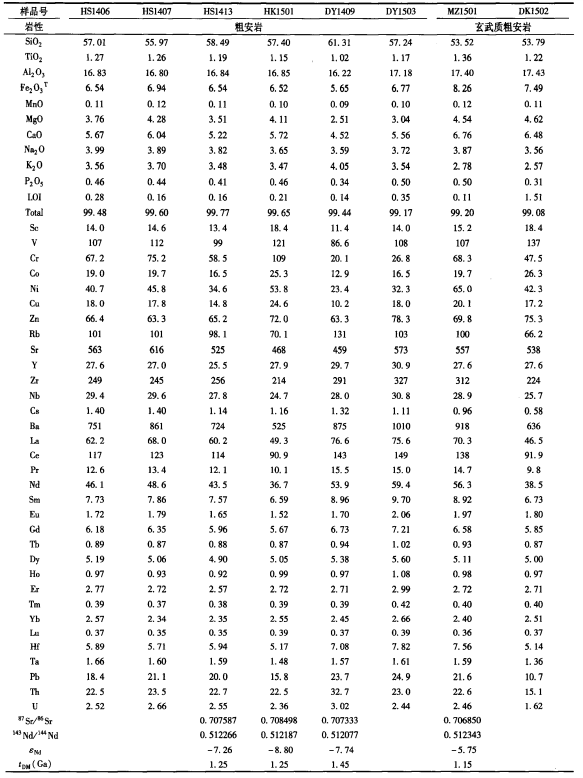 样品号 HS1406 HS1407 HS1413 HK1501 DY1409 DY1503 MZ1501 DK1502
岩性 粗安岩 玄武质粗安岩
SiO2 57.01 55.97 58.49 57.40 61.31 57.24 53.52 53.79
TiO2 1.27 1.26 1.19 1.15 1.02 1.17 1.36 1.22
Al2O3 16.83 16.80 16.84 16.85 16.22 17.18 17.40 17.43
Fe2O3T 6.54 6.94 6.54 6.52 5.65 6.77 8.26 7.49
MnO 0.11 0.12 0.11 0.10 0.09 0.10 0.12 0.11
MgO 3.76 4.28 3.51 4.11 2.51 3.04 4.54 4.62
CaO 5.67 6.04 5.22 5.72 4.52 5.56 6.76 6.48
Na2O 3.99 3.89 3.82 3.65 3.59 3.72 3.87 3.56
K2O 3.56 3.70 3.48 3.47 4.05 3.54 2.78 2.57
P2O5 0.46 0.44 0.41 0.46 0.34 0.50 0.50 0.31
LOI 0.28 0.16 0.16 0.21 0.14 0.35 0.11 1.51
Total 99.48 99.60 99.77 99.65 99.44 99.17 99.20 99.08
Sc 14.0 14.6 13.4 18.4 11.4 14.0 15.2 18.4
V 107 112 99 121 86.6 108 107 137
Cr 67.2 75.2 58.5 109 20.1 26.8 68.3 47.5
Co 19.0 19.7 16.5 25.3 12.9 16.5 19.7 26.3
Ni 40.7 45.8 34.6 53.8 23.4 32.3 65.0 42.3
Cu 18.0 17.8 14.8 24.6 10.2 18.0 20.1 17.2
Zn 66.4 63.3 65.2 72.0 63.3 78.3 69.8 75.3
Rb 101 101 98.1 70.1 131 103 100 66.2
Sr 563 616 525 468 459 573 557 538
Y 27.6 27.0 25.5 27.9 29.7 30.9 27.6 27.6
Zr 249 245 256 214 291 327 312 224
Nb 29.4 29.6 27.8 24.7 28.0 30.8 28.9 25.7
Cs 1.40 1.40 1.14 1.16 1.32 1.11 0.96 0.58
Ba 751 861 724 525 875 1010 918 636
La 62.2 68.0 60.2 49.3 76.6 75.6 70.3 46.5
Ce 117 123 114 90.9 143 149 138 91.9
Pr 12.6 13.4 12.1 10.1 15.5 15.0 14.7 9.8
Nd 46.1 48.6 43.5 36.7 53.9 59.4 56.3 38.5
Sm 7.73 7.86 7.57 6.59 8.96 9.70 8.92 6.73
Eu 1.72 1.79 1.65 1.52 1.70 2.06 1.97 1.80
Gd 6.18 6.35 5.96 5.67 6.73 7.21 6.58 5.85
Tb 0.89 0.87 0.88 0.87 0.94 1.02 0.93 0.87
Dy 5.19 5.06 4.90 5.05 5.38 5.60 5.11 5.00
Ho 0.97 0.93 0.92 0.99 0.97 1.08 0.98 0.97
Er 2.77 2.72 2.57 2.72 2.71 2.99 2.72 2.71
Tm 0.39 0.37 0.38 0.39 0.39 0.42 0.40 0.40
Yb 2.57 2.34 2.35 2.55 2.45 2.66 2.40 2.51
Lu 0.37 0.35 0.35 0.39 0.37 0.39 0.36 0.37
Hf 5.89 5.71 5.94 5.17 7.08 7.82 7.56 5.14
Ta 1.66 1.60 1.59 1.48 1.57 1.61 1.59 1.36
Pb 18.4 21.1 20.0 15.8 23.7 24.9 21.6 10.7
Th 22.5 23.5 22.7 22.5 32.7 23.0 22.6 15.1
U 2.52 2.66 2.55 2.36 3.02 2.44 2.46 1.62
87Sr/86Sr 0.707587 0.708498 0.707333 0.706850
143Nd/144Nd 0.512266 0.512187 0.512077 0.512343
εNd -7.26 -8.80 -7.74 -5.75
tDM(Ga) 1.25 1.25 1.45 1.15